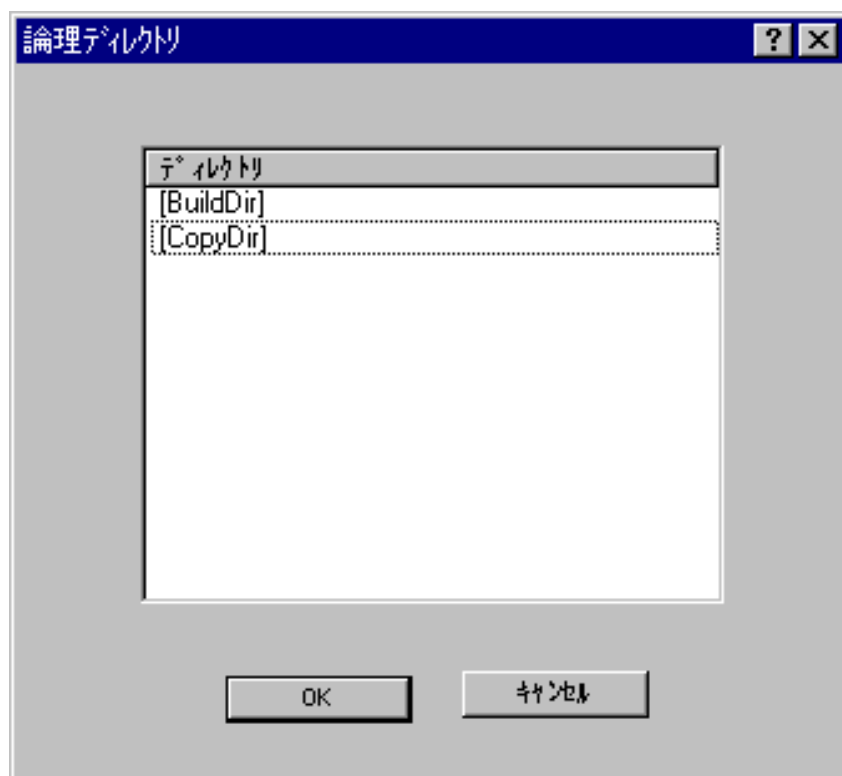 論理ﾃﾞｨﾚｸﾄﾘ
ﾃﾞｨﾚｸﾄﾘ
[BuildDir]
[CopyDir]
OK
ｷｬﾝｾﾙ